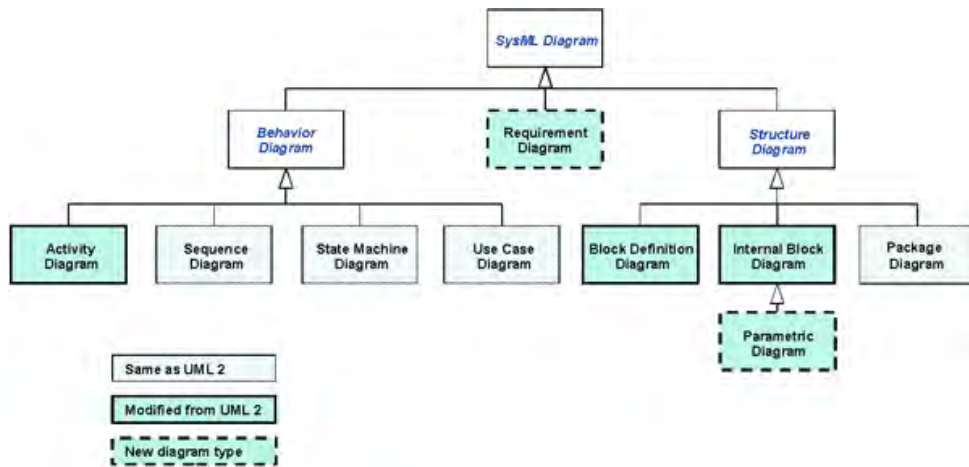 SysML Diagram
Behavior
Diagram
Requirement
Diagram
Structure
Diagram
Activity
Diagram
Sequence
Diagram
State Machine
Diagram
Use Case
Diagram
Block Definition
Diagram
Internal Block
Diagram
Package
Diagram
Parametric
Diagram
Same as UML 2
Modified from UML 2
New diagram type